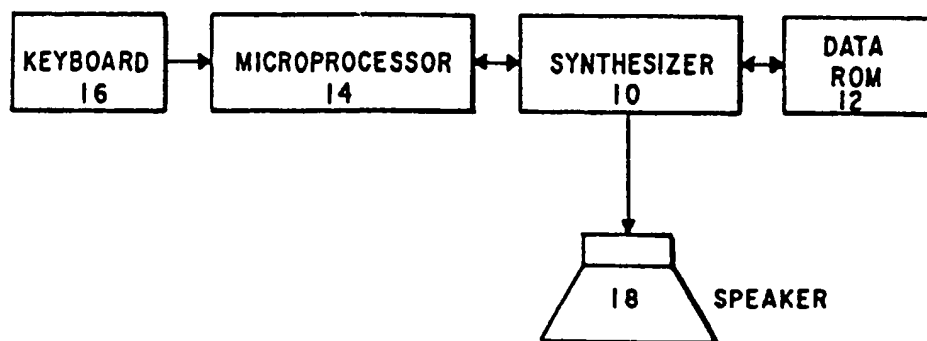 KEYBOARD
16
MICROPROCESSOR
14
SYNTHESIZER
10
DATA
ROM
12
18
SPEAKER